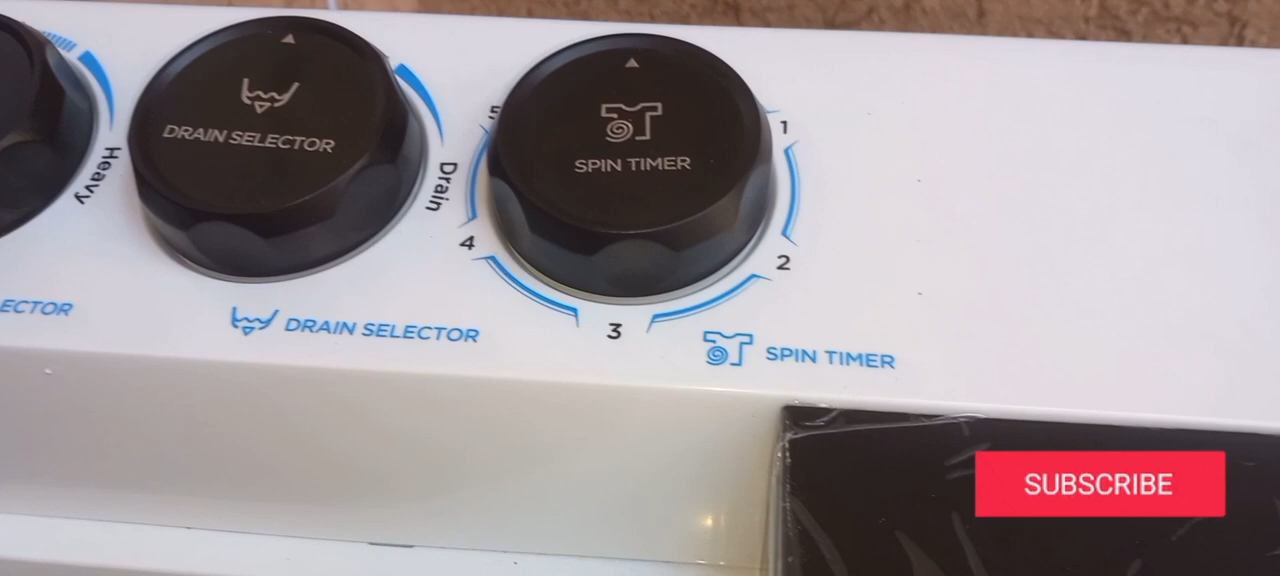 Heavy
DRAIN SELECTOR
Drain
SPIN TIMER
5
1
4
2
3
ECTOR
DRAIN SELECTOR
SPIN TIMER
SUBSCRIBE